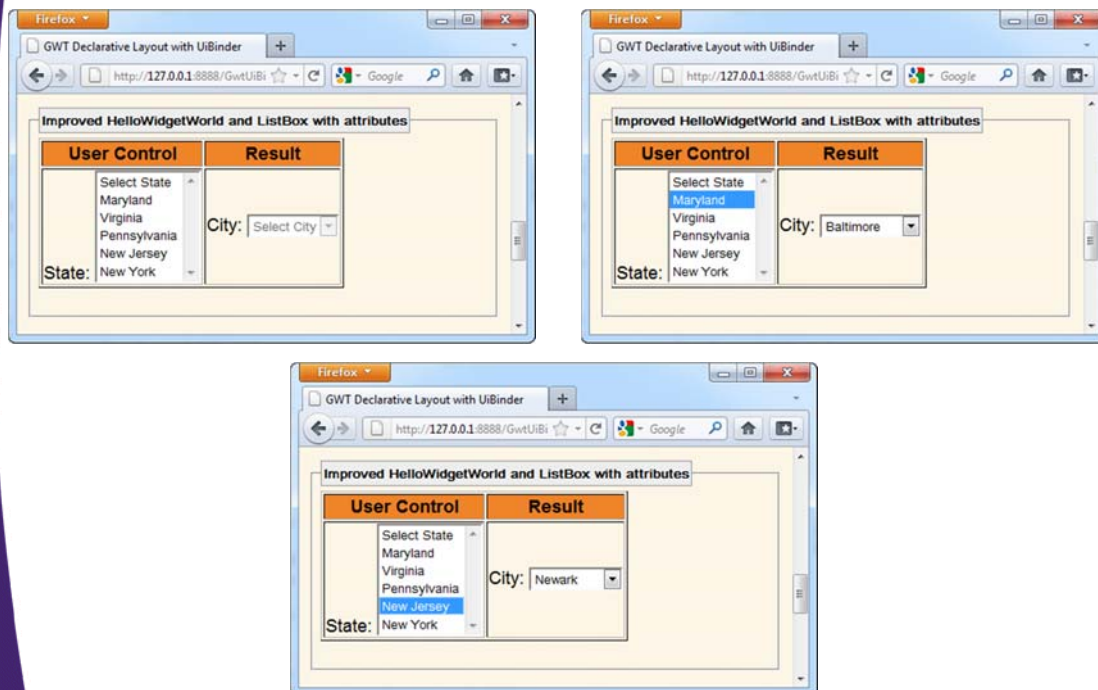 Firefox
GWT Declarative Layout with UiBinder
http://127.0.0.1:8888/GwtUiBi
Google
Improved HelloWidgetWorld and ListBox with attributes
User Control
Result
Select State
Maryland
Virginia
Pennsylvania
New Jersey
New York
State:
City:
Select City
Firefox
GWT Declarative Layout with UiBinder
http://127.0.0.1:8888/GwtUiBi
Google
Improved HelloWidgetWorld and ListBox with attributes
User Control
Result
Select State
Maryland
Virginia
Pennsylvania
New Jersey
New York
State:
City:
Baltimore
Firefox
GWT Declarative Layout with UiBinder
http://127.0.0.1:8888/GwtUiBi
Google
Improved HelloWidgetWorld and ListBox with attributes
User Control
Result
Select State
Maryland
Virginia
Pennsylvania
New Jersey
New York
State:
City:
Newark